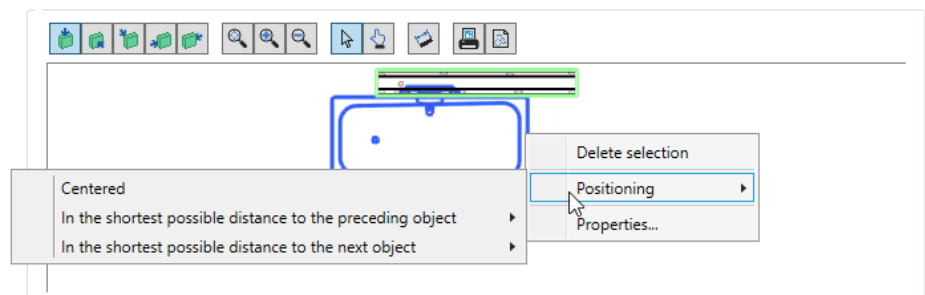 Delete selection
Positioning
Properties...
Centered
In the shortest possible distance to the preceding object
In the shortest possible distance to the next object